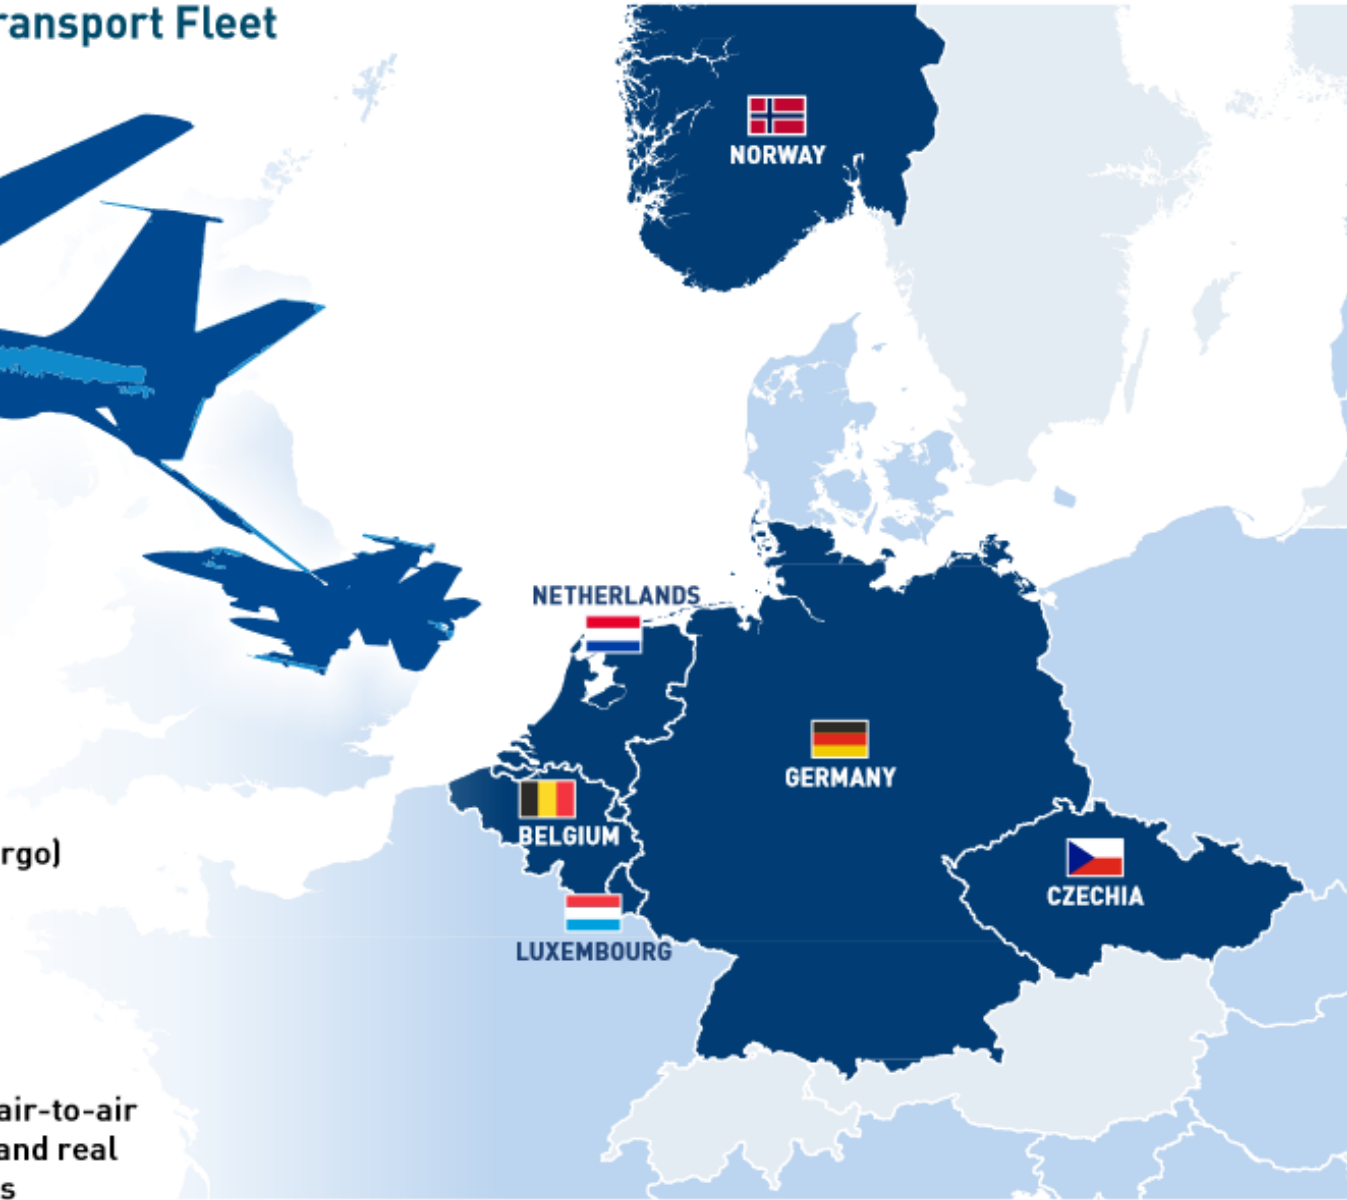 ransport Fleet
NORWAY
NETHERLANDS
GERMANY
BELGIUM
rgo)
CZECHIA
LUXEMBOURG
air-to-air
and real
s